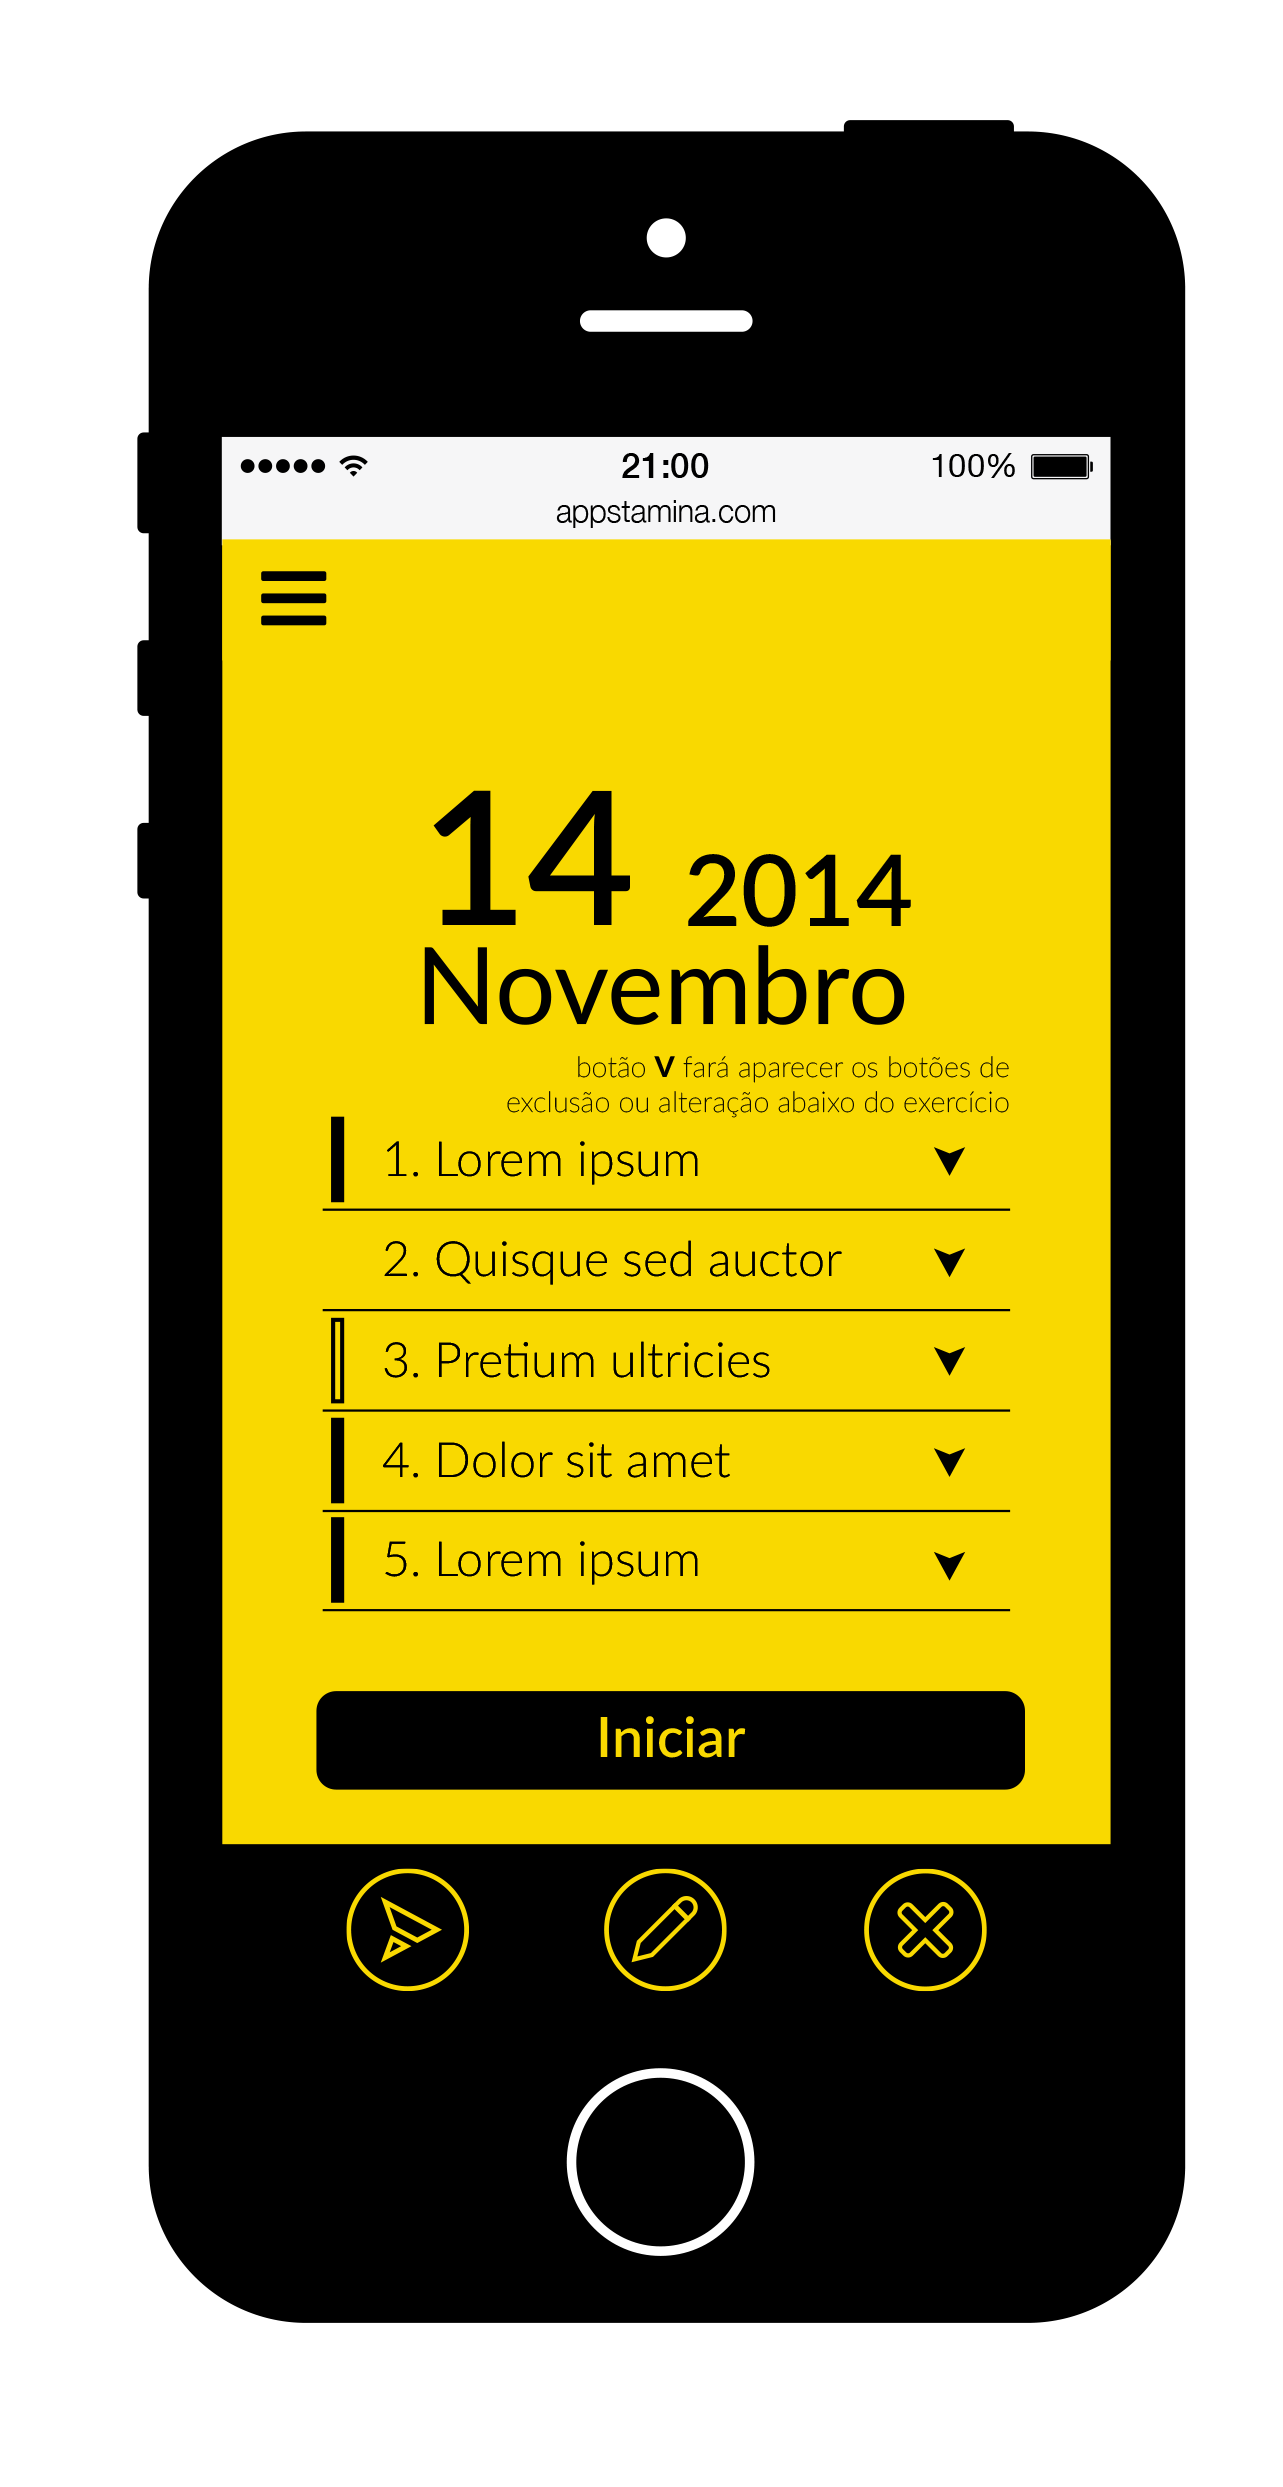 21:00 100%
appstamina.com
14 2014
Novembro
botão V fará aparecer os botões de
exclusão ou alteração abaixo do exercício
1. Lorem ipsum
2. Quisque sed auctor
3. Pretium ultricies
4. Dolor sit amet
5. Lorem ipsum
Iniciar